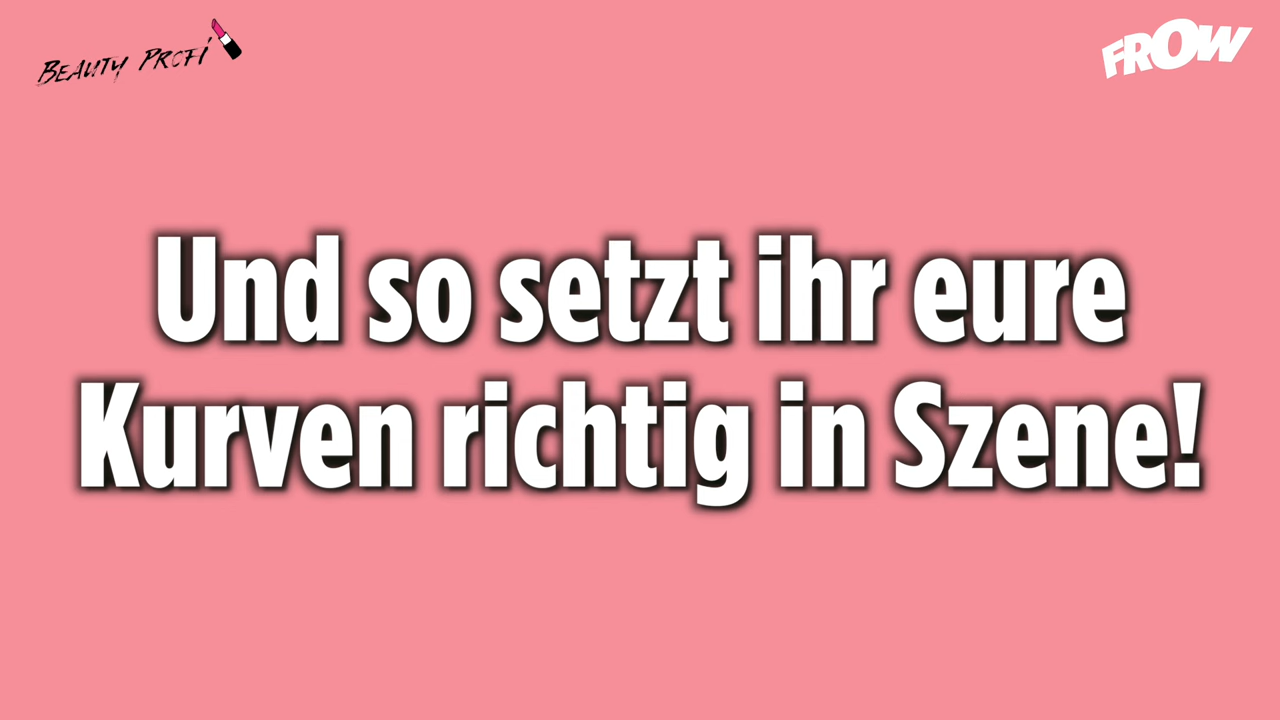 BEAUTY PROFI
FROW
Und so setzt ihr eure
Kurven richtig in Szene!